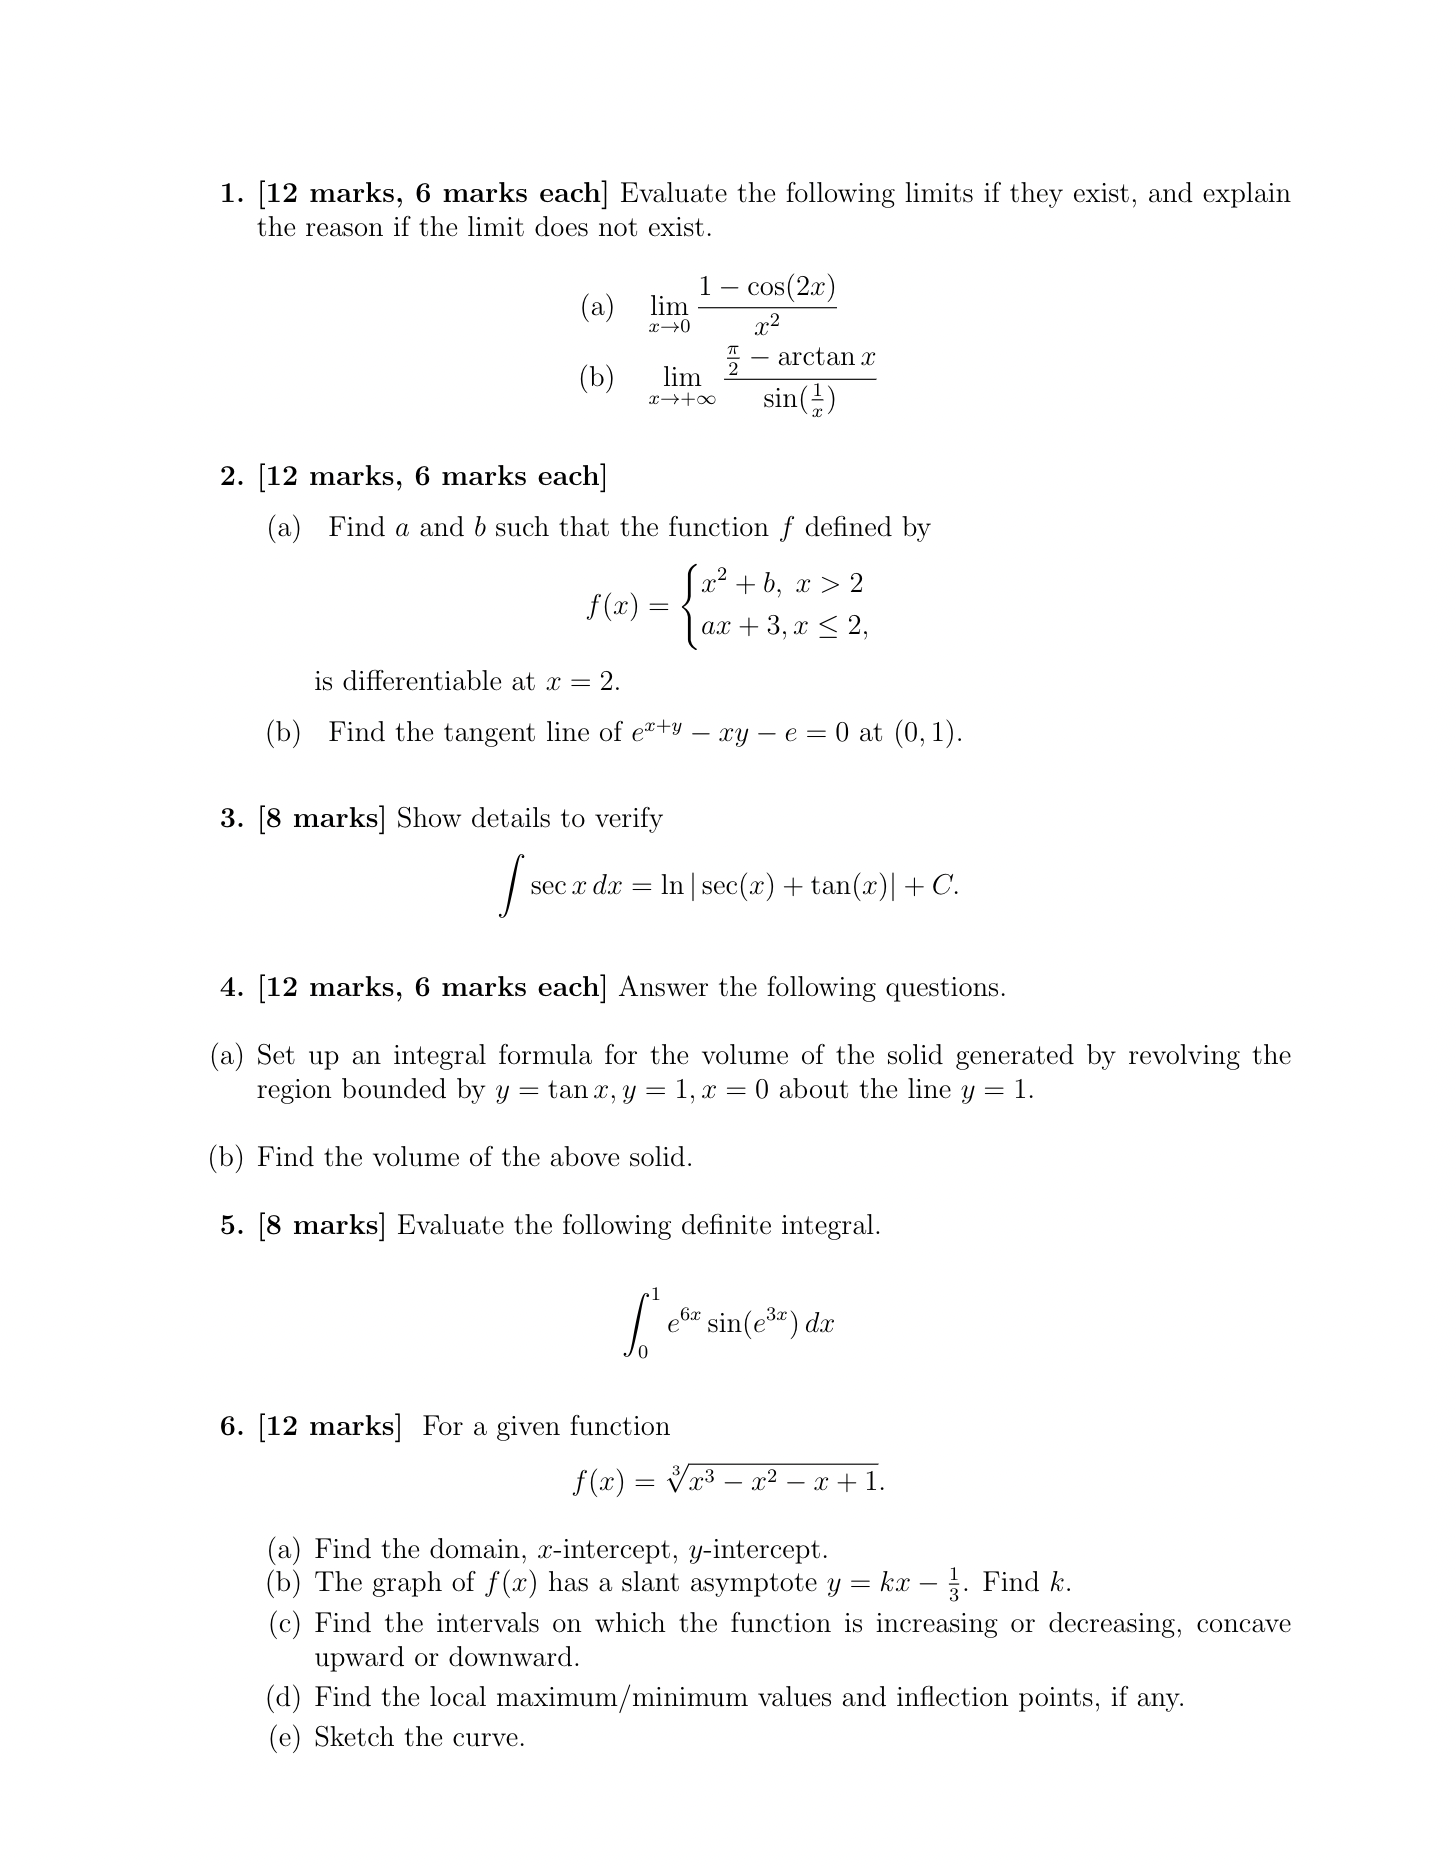 1. [12 marks, 6 marks each] Evaluate the following limits if they exist, and explain
the reason if the limit does not exist.
(a) $\lim_{x \to 0} \frac{1 - \cos(2x)}{x^2}$
(b) $\lim_{x \to +\infty} \frac{\frac{\pi}{2} - \arctan x}{\sin(\frac{1}{x})}$
2. [12 marks, 6 marks each]
(a) Find $a$ and $b$ such that the function $f$ defined by
$f(x) = \begin{cases} x^2 + b, \ x > 2 \\ ax + 3, x \leq 2, \end{cases}$
is differentiable at $x = 2$.
(b) Find the tangent line of $e^{x+y} - xy - e = 0$ at $(0, 1)$.
3. [8 marks] Show details to verify
$\int \sec x \, dx = \ln | \sec(x) + \tan(x)| + C.$
4. [12 marks, 6 marks each] Answer the following questions.
(a) Set up an integral formula for the volume of the solid generated by revolving the
region bounded by $y = \tan x, y = 1, x = 0$ about the line $y = 1$.
(b) Find the volume of the above solid.
5. [8 marks] Evaluate the following definite integral.
$\int_0^1 e^{6x} \sin(e^{3x}) \, dx$
6. [12 marks] For a given function
$f(x) = \sqrt[3]{x^3 - x^2 - x + 1}.$
(a) Find the domain, $x$-intercept, $y$-intercept.
(b) The graph of $f(x)$ has a slant asymptote $y = kx - \frac{1}{3}$. Find $k$.
(c) Find the intervals on which the function is increasing or decreasing, concave
upward or downward.
(d) Find the local maximum/minimum values and inflection points, if any.
(e) Sketch the curve.